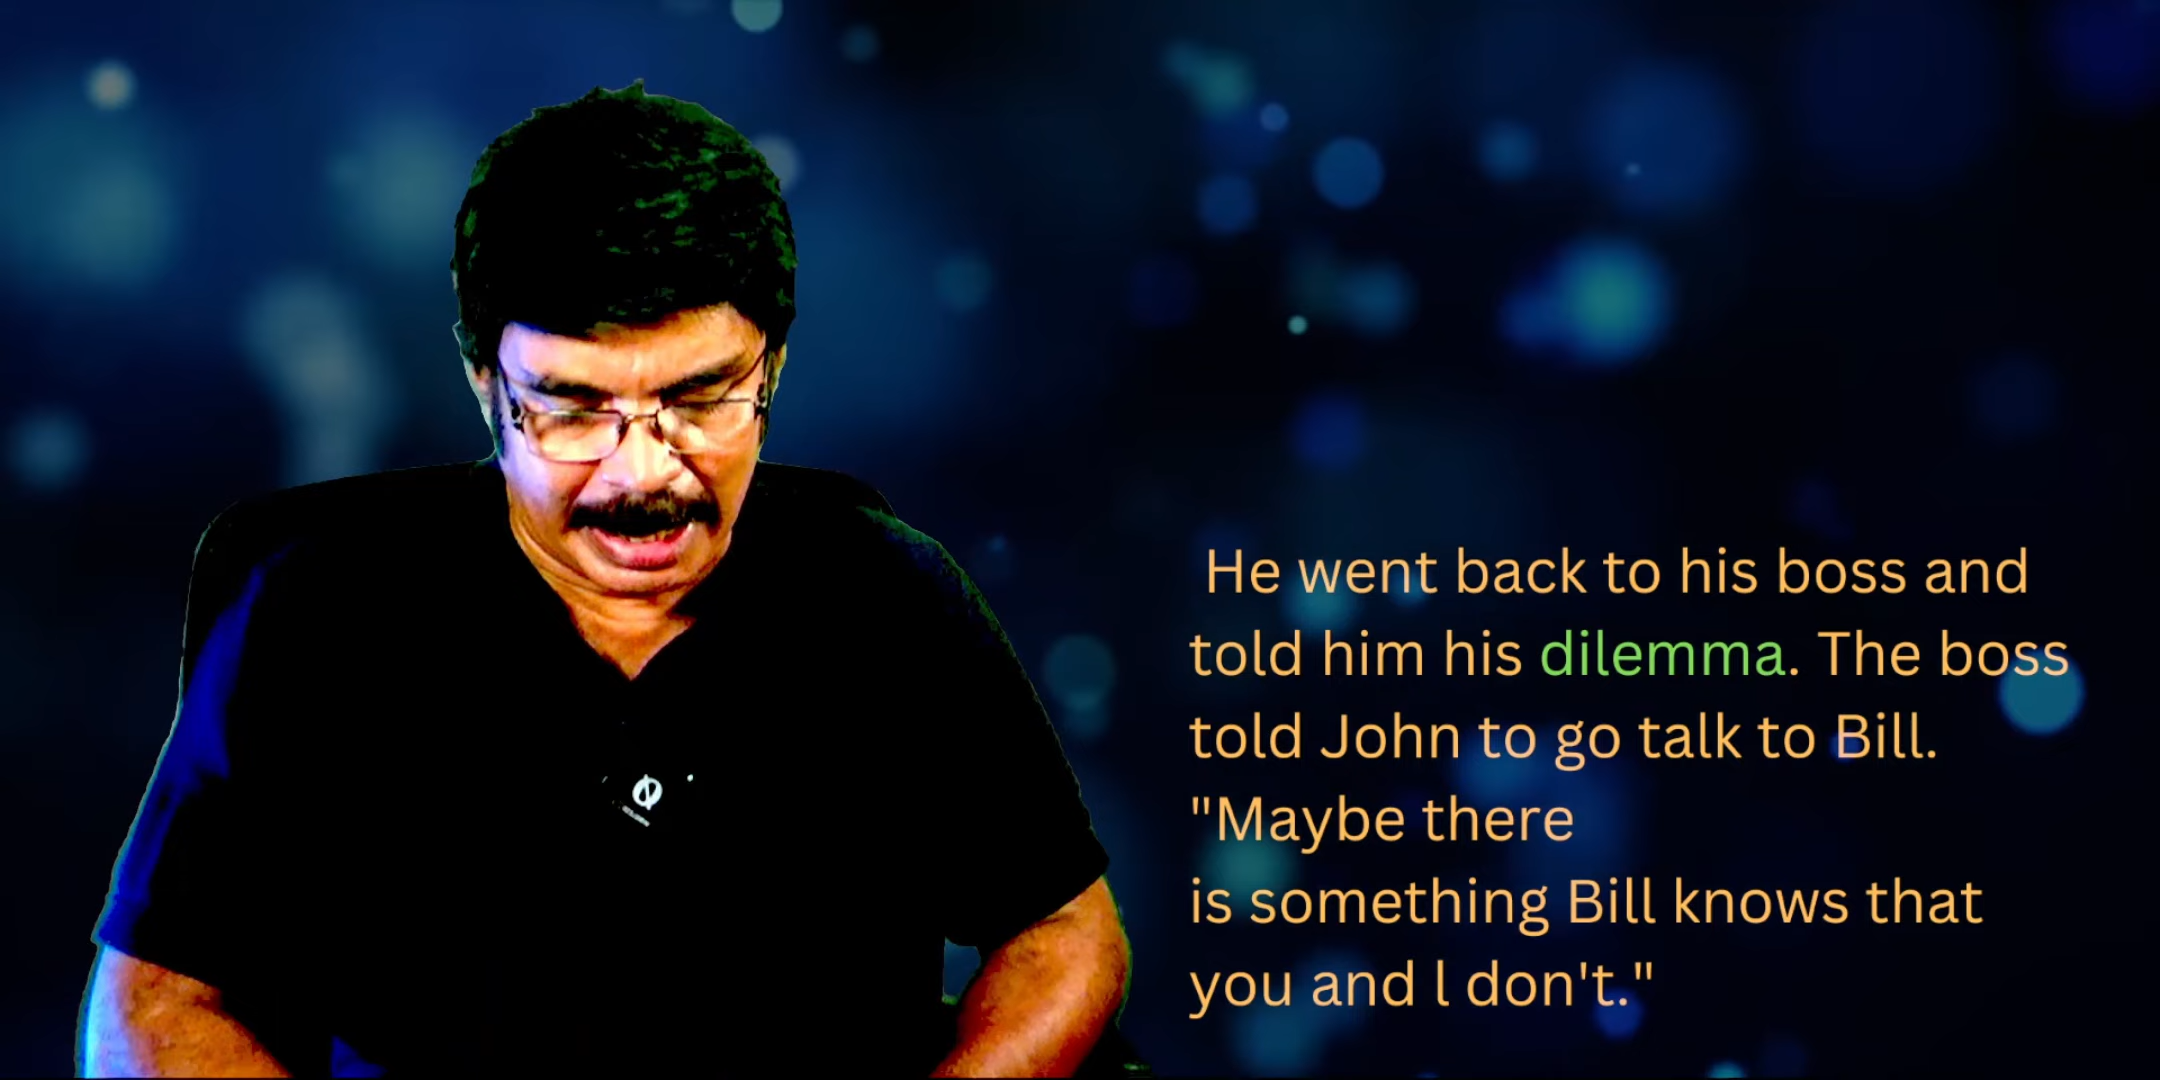 He went back to his boss and
told him his dilemma. The boss
told John to go talk to Bill.
"Maybe there
is something Bill knows that
you and l don't."